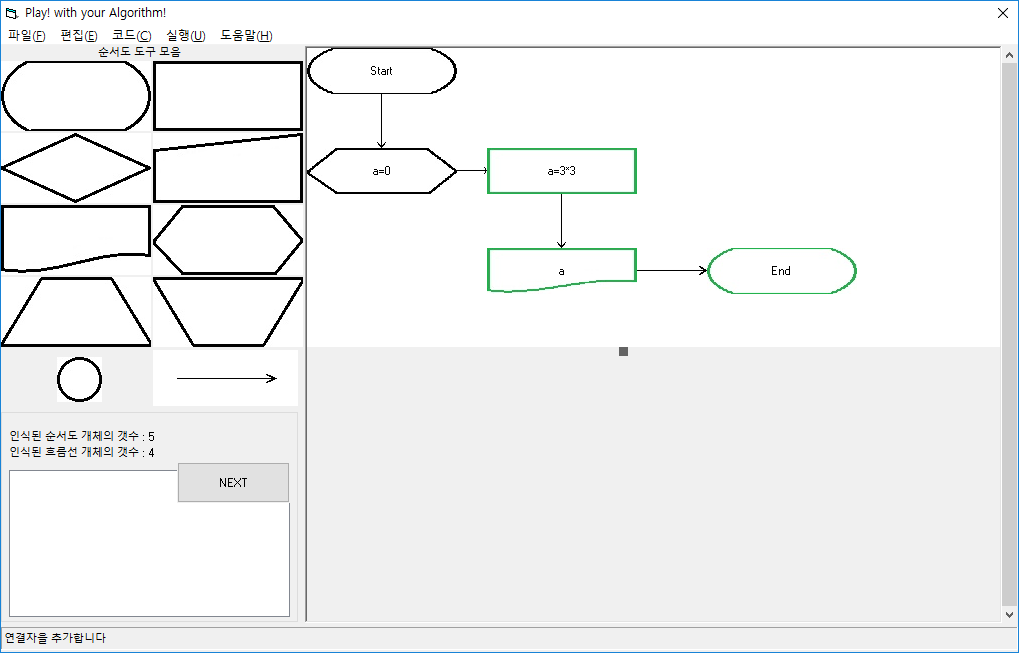 Play! with your Algorithm!
파일(F) 편집(E) 코드(C) 실행(U) 도움말(H)
순서도 도구 모음
Start
a=0
a=3*3
a
End
인식된 순서도 개체의 갯수 : 5
인식된 흐름선 개체의 갯수 : 4
NEXT
연결자을 추가합니다